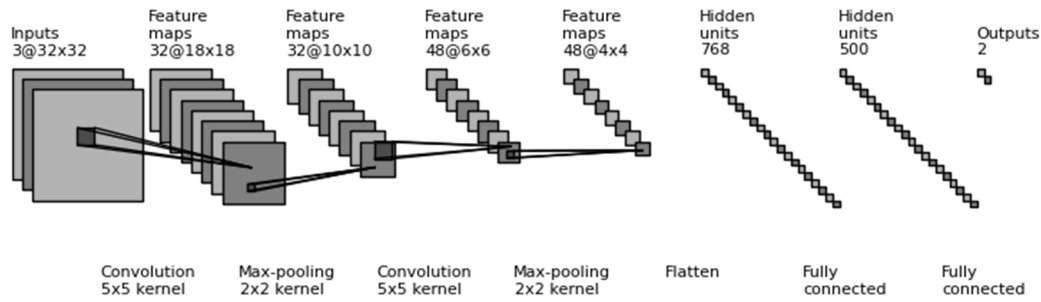 Inputs
3@32x32
Feature
maps
32@18x18
Feature
maps
32@10x10
Feature
maps
48@6x6
Feature
maps
48@4x4
Hidden
units
768
Hidden
units
500
Outputs
2
Convolution
5x5 kernel
Max-pooling
2x2 kernel
Convolution
5x5 kernel
Max-pooling
2x2 kernel
Flatten
Fully
connected
Fully
connected